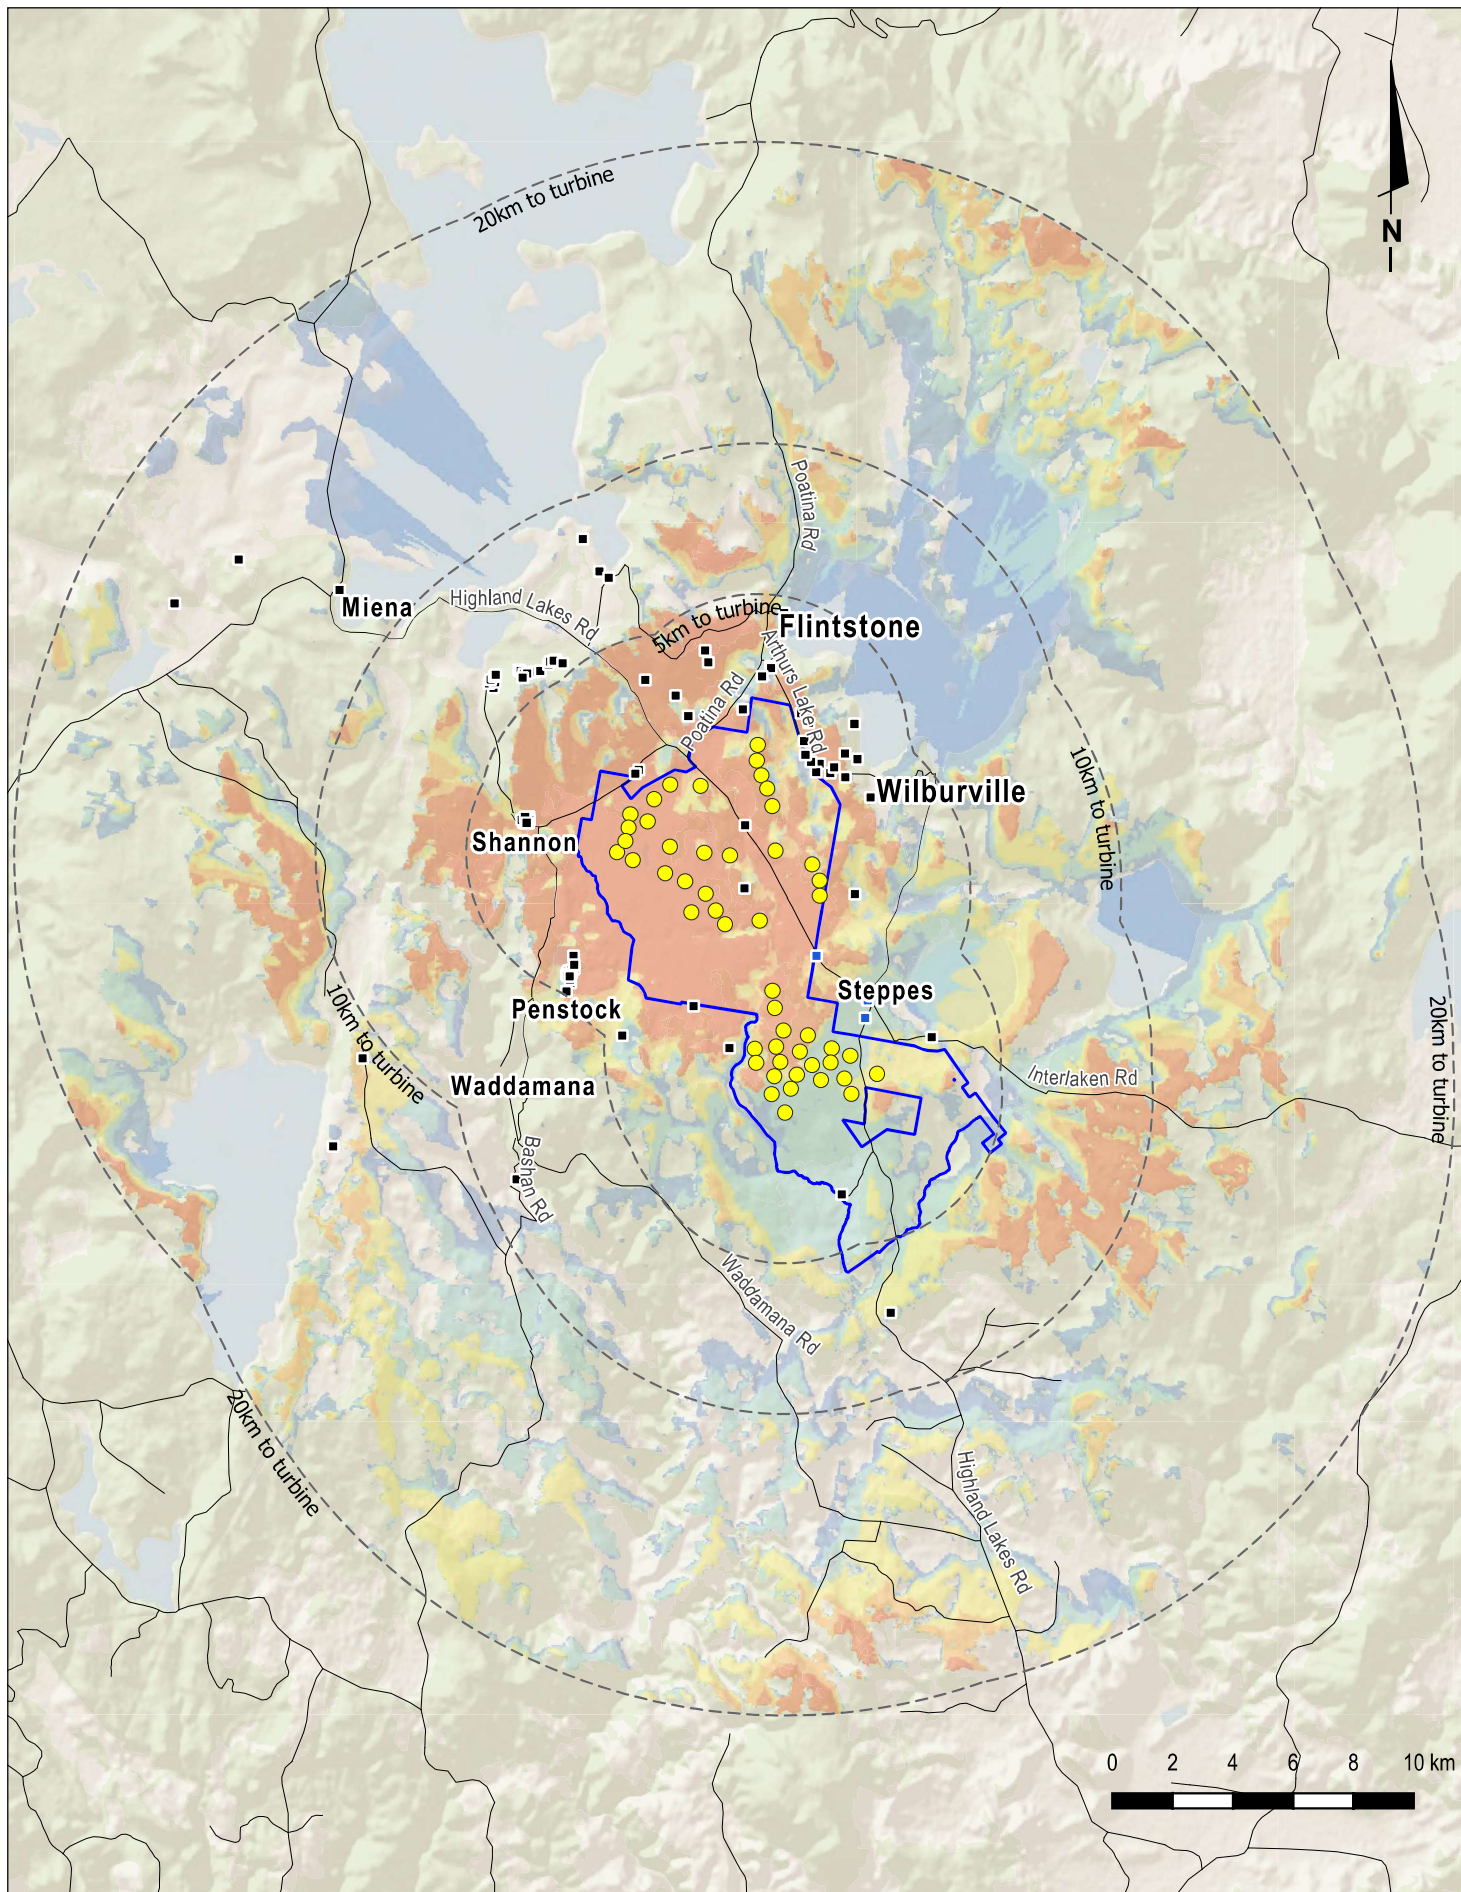 20km to turbine
N
Poatina Rd
Highland Lakes Rd
Miena
5km to turbine
Flintstone
Arthurs Lake Rd
Poatina Rd
10km to turbine
Wilburville
Shannon
Steppes
Penstock
10km to turbine
20km to turbine
Waddamana
Interlaken Rd
Bashan Rd
Waddamana Rd
20km to turbine
Highland Lakes Rd
0 2 4 6 8 10 km